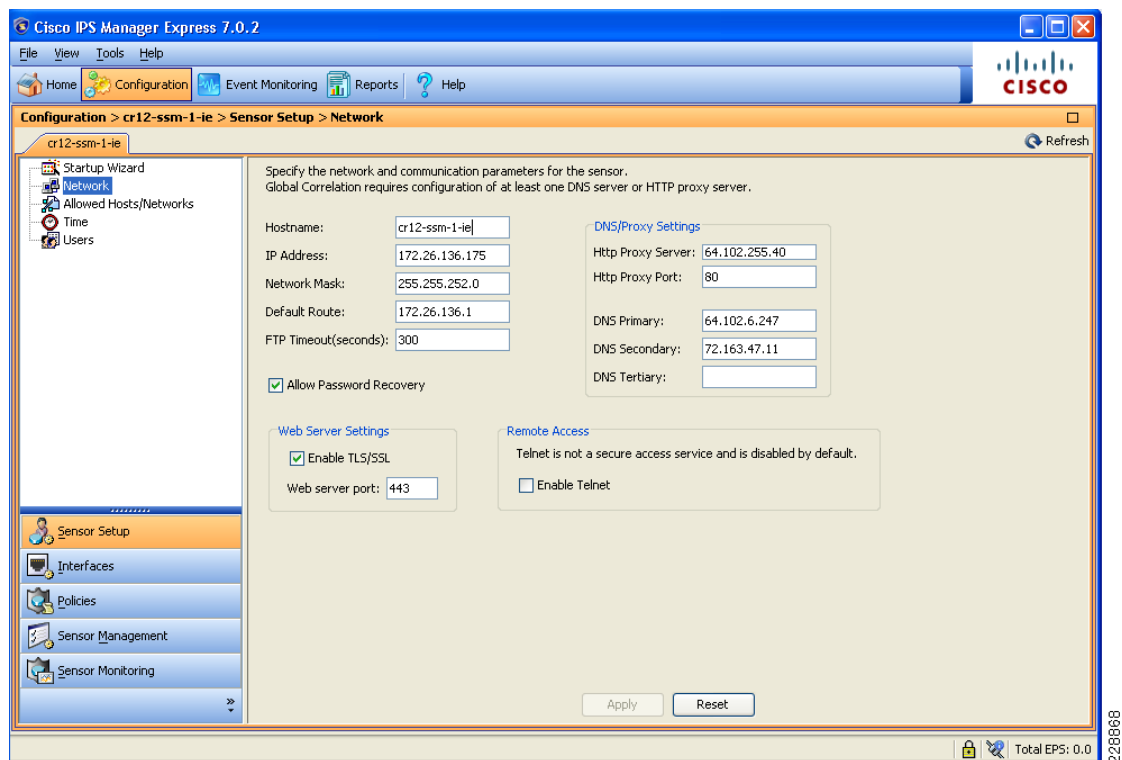 Cisco IPS Manager Express 7.0.2
File View Tools Help
Home Configuration Event Monitoring Reports Help
CISCO
Configuration > cr12-ssm-1-ie > Sensor Setup > Network
cr12-ssm-1-ie
Refresh
Startup Wizard
Network
Allowed Hosts/Networks
Time
Users
Specify the network and communication parameters for the sensor.
Global Correlation requires configuration of at least one DNS server or HTTP proxy server.
Hostname: cr12-ssm-1-ie
IP Address: 172.26.136.175
Network Mask: 255.255.252.0
Default Route: 172.26.136.1
FTP Timeout(seconds): 300
Allow Password Recovery
DNS/Proxy Settings
Http Proxy Server: 64.102.255.40
Http Proxy Port: 80
DNS Primary: 64.102.6.247
DNS Secondary: 72.163.47.11
DNS Tertiary:
Web Server Settings
Enable TLS/SSL
Web server port: 443
Remote Access
Telnet is not a secure access service and is disabled by default.
Enable Telnet
Sensor Setup
Interfaces
Policies
Sensor Management
Sensor Monitoring
Apply Reset
Total EPS: 0.0
228868